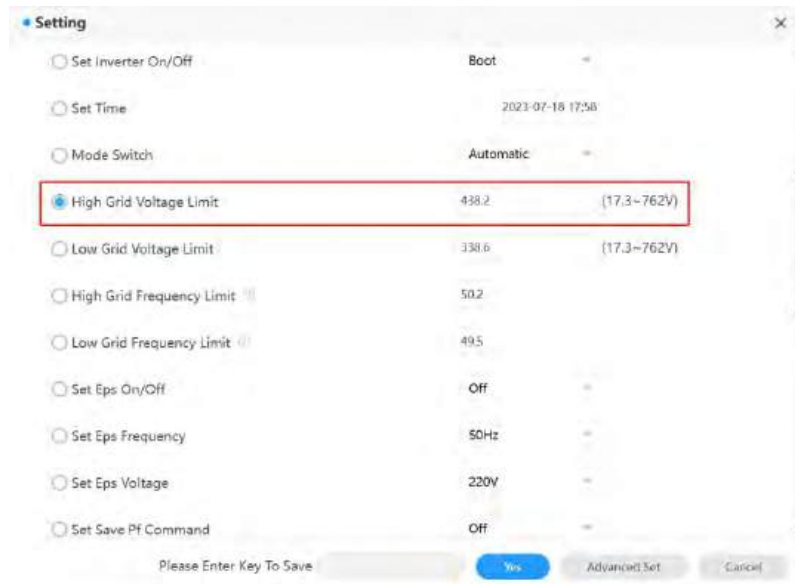 Setting
Set Inverter On/Off Boot
Set Time 2023-07-18 17:58
Mode Switch Automatic
High Grid Voltage Limit 438.2 (17.3~762V)
Low Grid Voltage Limit 338.6 (17.3~762V)
High Grid Frequency Limit 50.2
Low Grid Frequency Limit 49.5
Set Eps On/Off Off
Set Eps Frequency 50Hz
Set Eps Voltage 220V
Set Save Pf Command Off
Please Enter Key To Save Yes Advanced Set Cancel